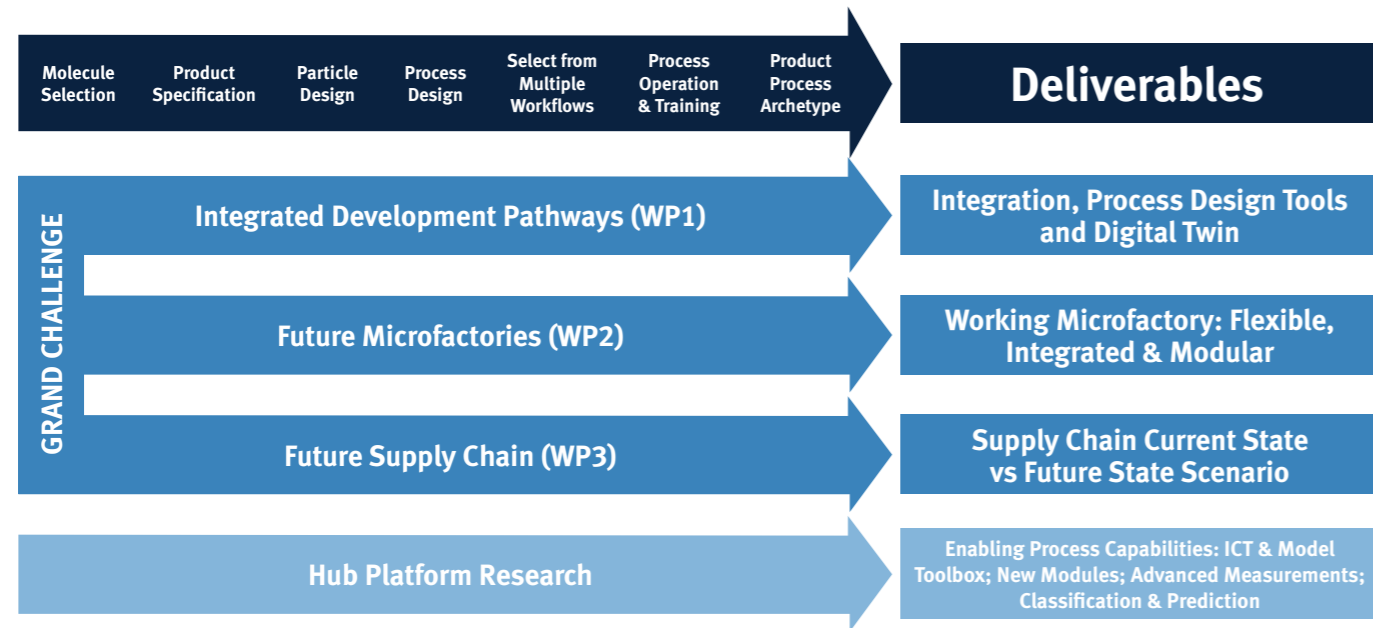 Molecule
Selection
Product
Specification
Particle
Design
Process
Design
Select from
Multiple
Workflows
Process
Operation
& Training
Product
Process
Archetype
Deliverables
GRAND CHALLENGE
Integrated Development Pathways (WP1)
Integration, Process Design Tools
and Digital Twin
Future Microfactories (WP2)
Working Microfactory: Flexible,
Integrated & Modular
Future Supply Chain (WP3)
Supply Chain Current State
vs Future State Scenario
Hub Platform Research
Enabling Process Capabilities: ICT & Model
Toolbox; New Modules; Advanced Measurements;
Classification & Prediction